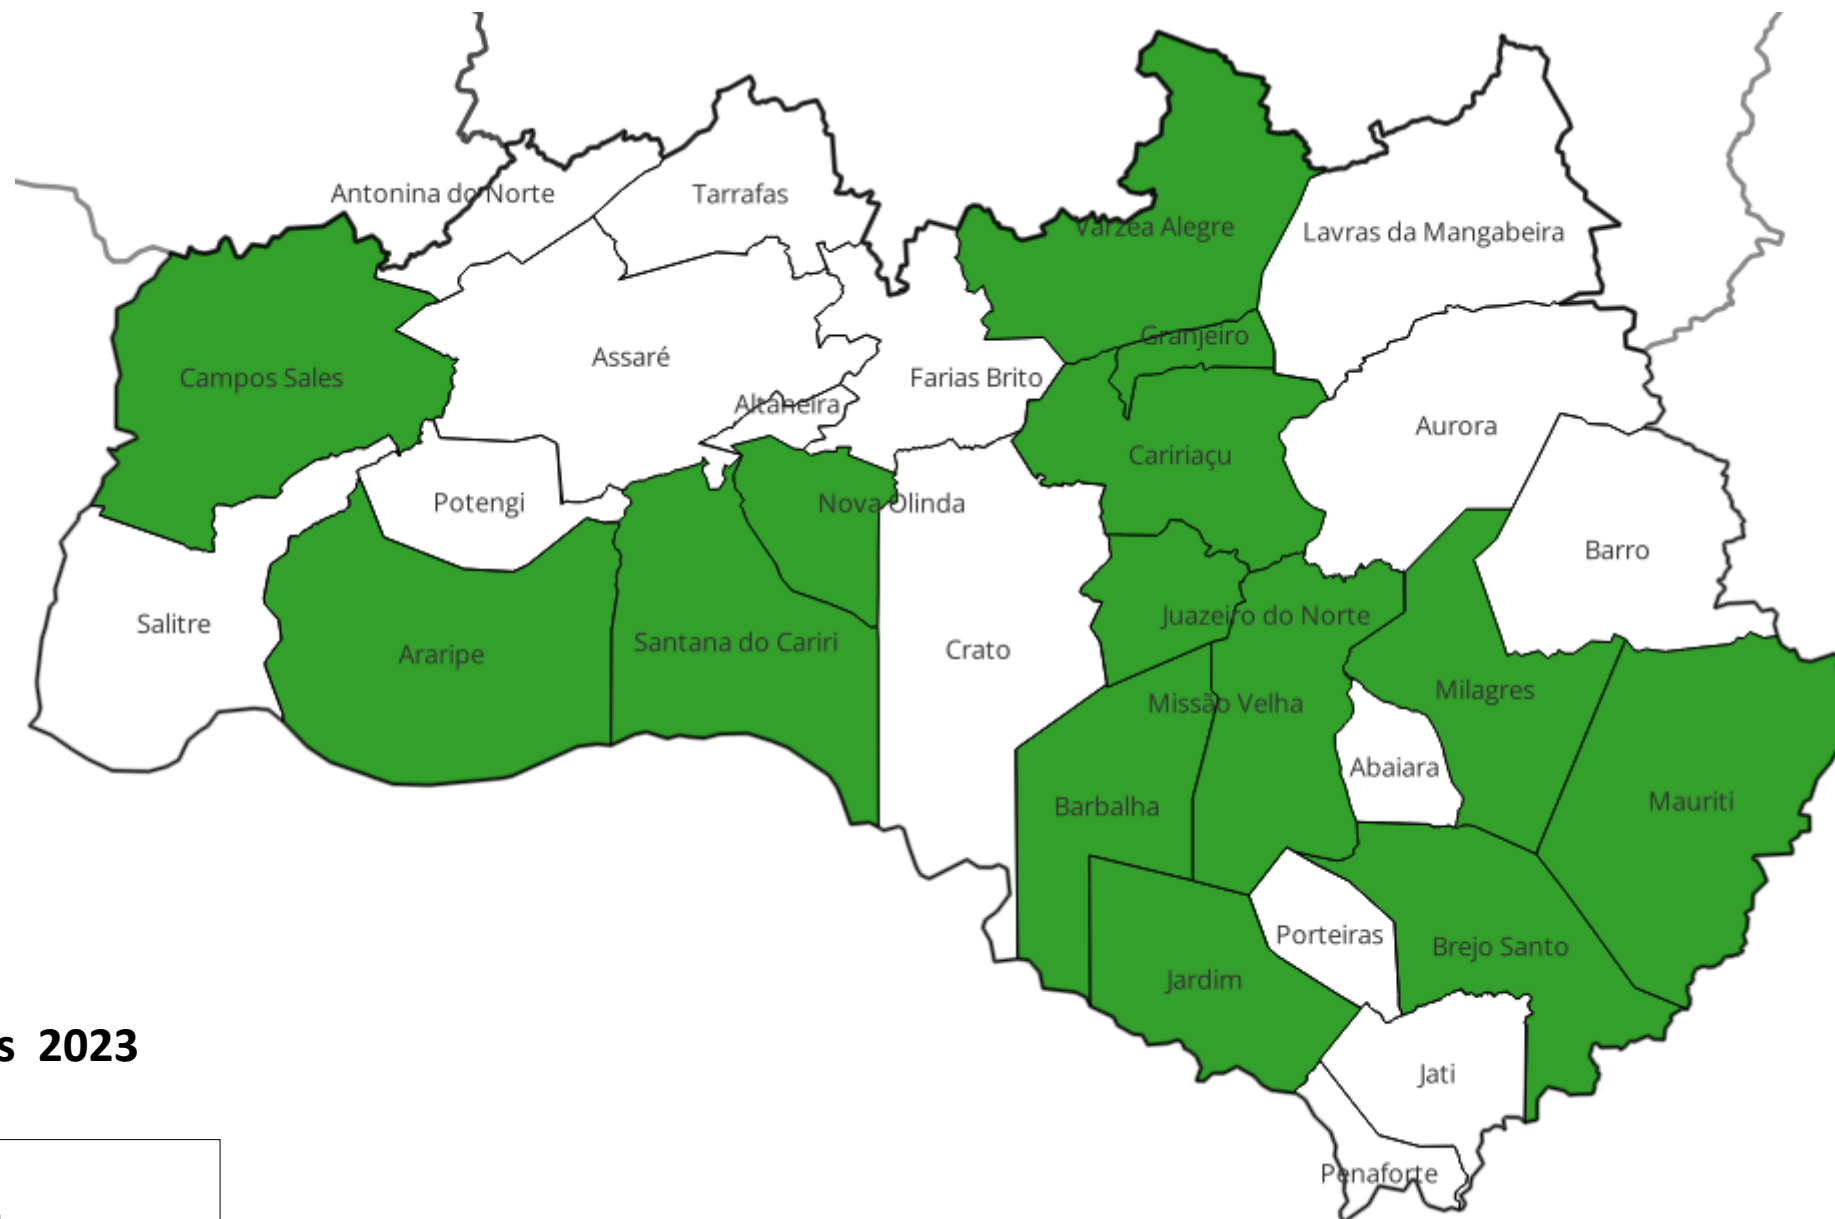 Antonina do Norte
Tarrafas
Várzea Alegre
Lavras da Mangabeira
Granjeiro
Assaré
Campos Sales
Farias Brito
Altaneira
Aurora
Caririaçu
Potengi
Nova Olinda
Barro
Salitre
Juazeiro do Norte
Araripe
Santana do Cariri
Crato
Milagres
Missão Velha
Abaiara
Mauriti
Barbalha
Porteiras
Brejo Santo
Jardim
s 2023
Jati
Penaforte